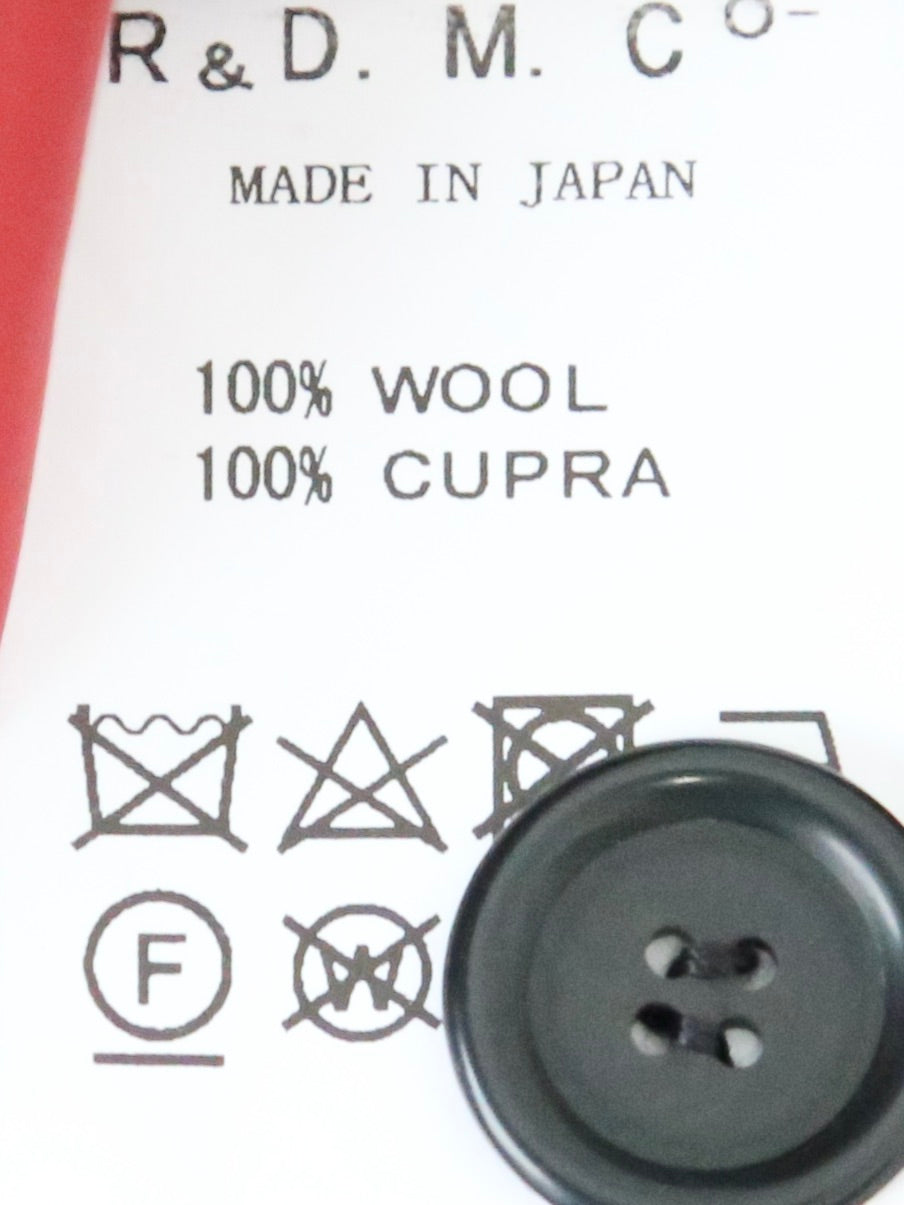 R & D. M. Co-
MADE IN JAPAN
100% WOOL
100% CUPRA
F W